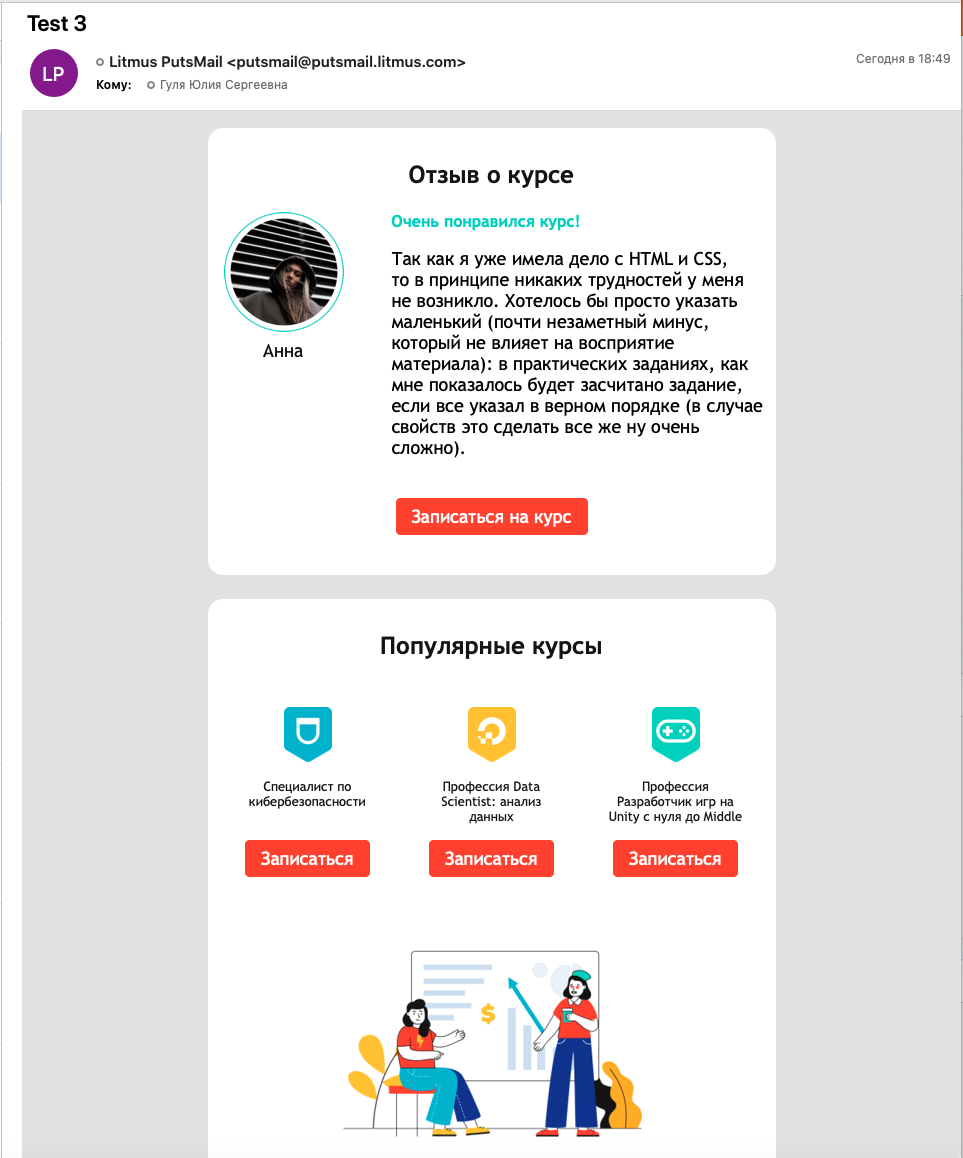 Test 3
LP
Litmus PutsMail <putsmail@putsmail.litmus.com>
Сегодня в 18:49
Кому: Гуля Юлия Сергеевна
Отзыв о курсе
Очень понравился курс!
Так как я уже имела дело с HTML и CSS,
то в принципе никаких трудностей у меня
не возникло. Хотелось бы просто указать
маленький (почти незаметный минус,
который не влияет на восприятие
материала): в практических заданиях, как
мне показалось будет засчитано задание,
если все указал в верном порядке (в случае
свойств это сделать все же ну очень
сложно).
Анна
Записаться на курс
Популярные курсы
Специалист по
кибербезопасности
Записаться
Профессия Data
Scientist: анализ
данных
Записаться
Профессия
Разработчик игр на
Unity с нуля до Middle
Записаться
$